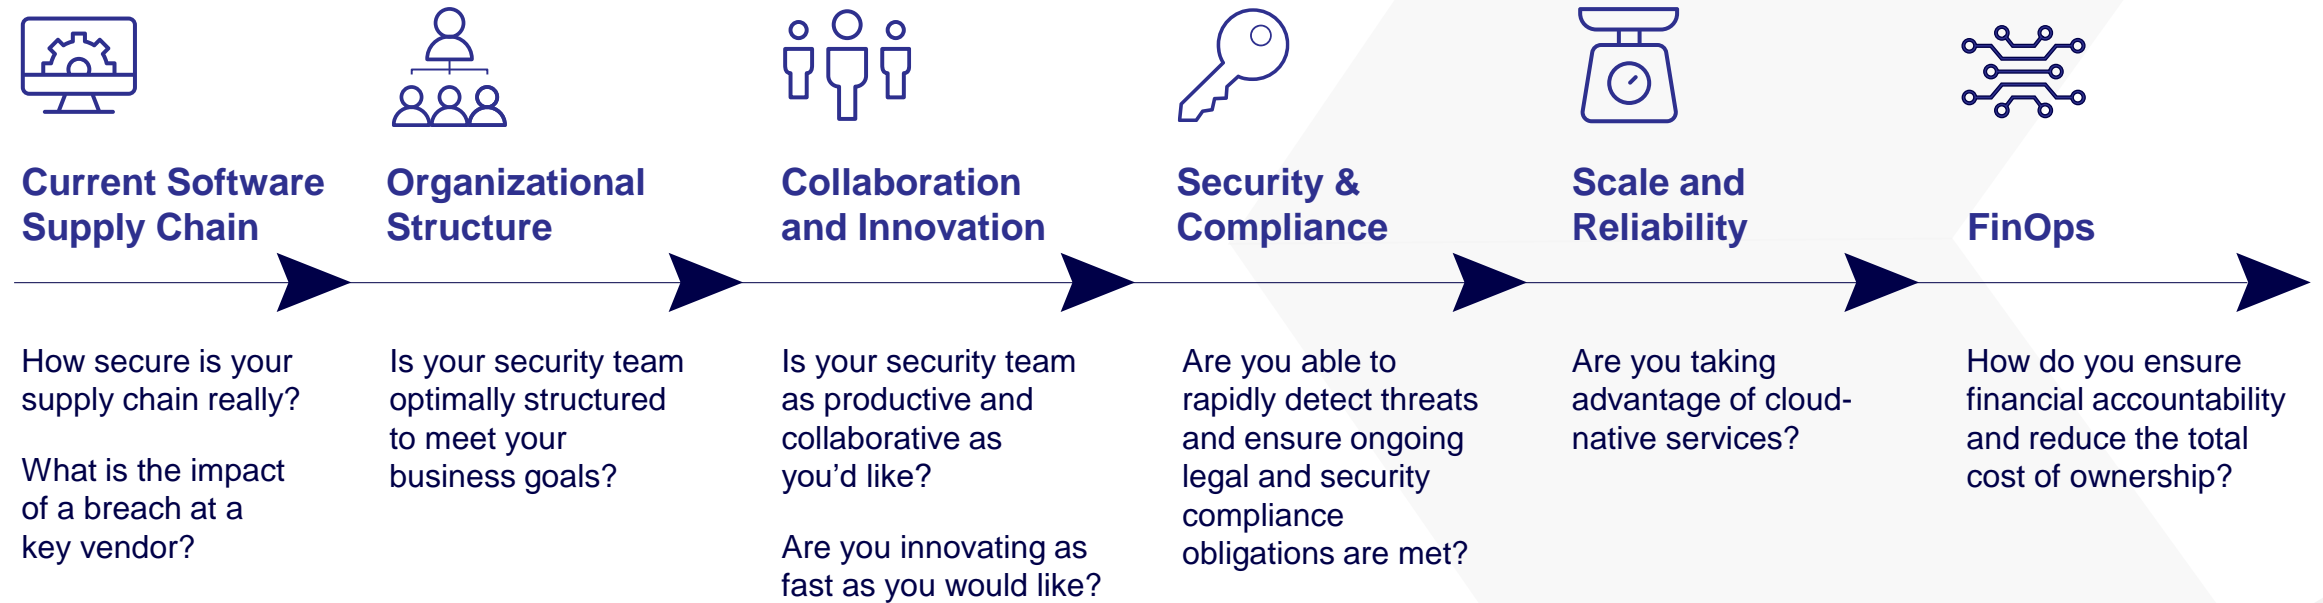 Current Software
Supply Chain
Organizational
Structure
Collaboration
and Innovation
Security &
Compliance
Scale and
Reliability
FinOps
How secure is your
supply chain really?
What is the impact
of a breach at a
key vendor?
Is your security team
optimally structured
to meet your
business goals?
Is your security team
as productive and
collaborative as
you’d like?
Are you innovating as
fast as you would like?
Are you able to
rapidly detect threats
and ensure ongoing
legal and security
compliance
obligations are met?
Are you taking
advantage of cloud-
native services?
How do you ensure
financial accountability
and reduce the total
cost of ownership?